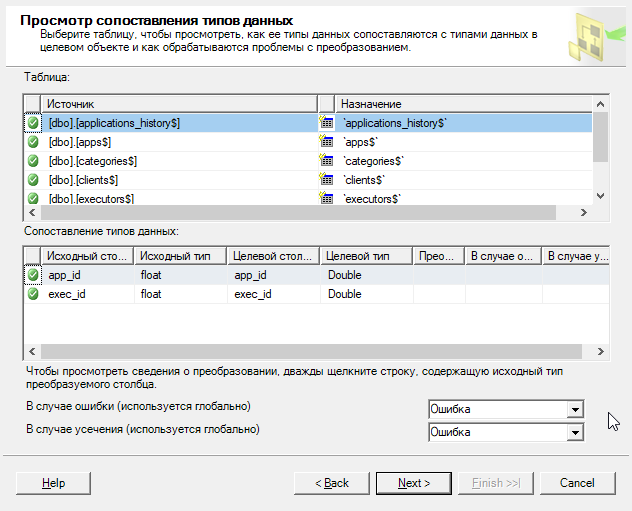 Просмотр сопоставления типов данных
Выберите таблицу, чтобы просмотреть, как ее типы данных сопоставляются с типами данных в
целевом объекте и как обрабатываются проблемы с преобразованием.
Таблица:
Источник Назначение
[dbo].[applications_history$] `applications_history$`
[dbo].[apps$] `apps$`
[dbo].[categories$] `categories$`
[dbo].[clients$] `clients$`
[dbo].[executors$] `executors$`
Сопоставление типов данных:
Исходный сто... Исходный тип Целевой стол... Целевой тип Прео... В случае о... В случае у...
app_id float app_id Double
exec_id float exec_id Double
Чтобы просмотреть сведения о преобразовании, дважды щелкните строку, содержащую исходный тип
преобразуемого столбца.
В случае ошибки (используется глобально) Ошибка
В случае усечения (используется глобально) Ошибка
Help < Back Next > Finish >>| Cancel